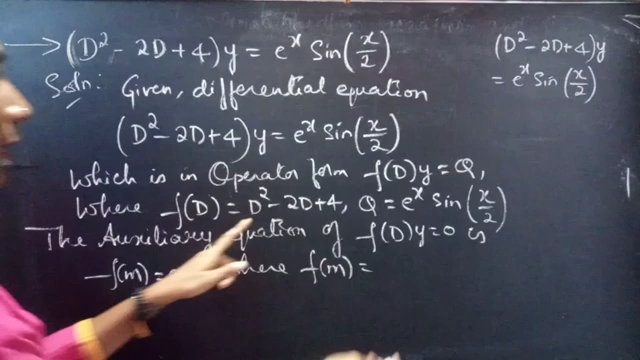 → (D² - 2D + 4) y = eˣ Sin(x/2)
(D² - 2D + 4) y
= eˣ Sin(x/2)
Soln: Given, differential equation
(D² - 2D + 4) y = eˣ Sin(x/2)
Which is in Operator form f(D)y = Q,
Where f(D) = D² - 2D + 4, Q = eˣ Sin(x/2)
The Auxiliary Equation of f(D)y = 0 is
f(m) = where f(m) =